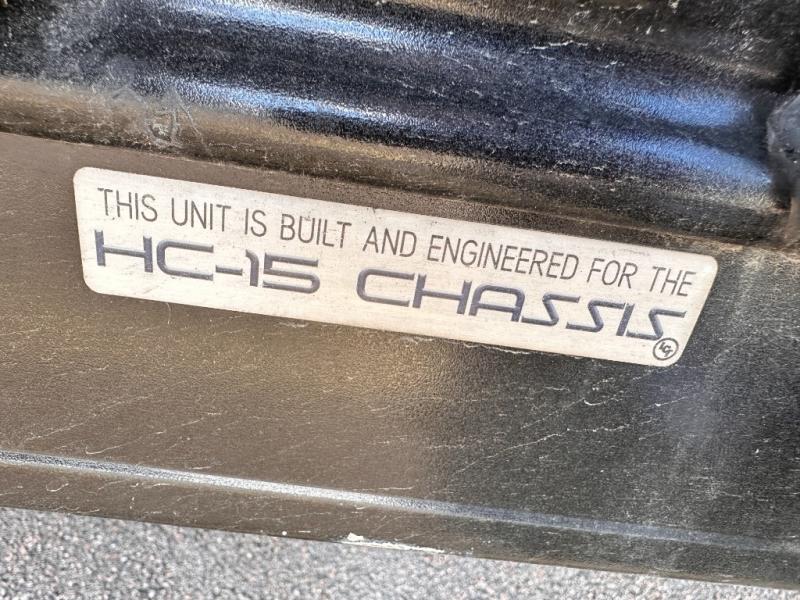 THIS UNIT IS BUILT AND ENGINEERED FOR THE
HC-15 CHASSIS